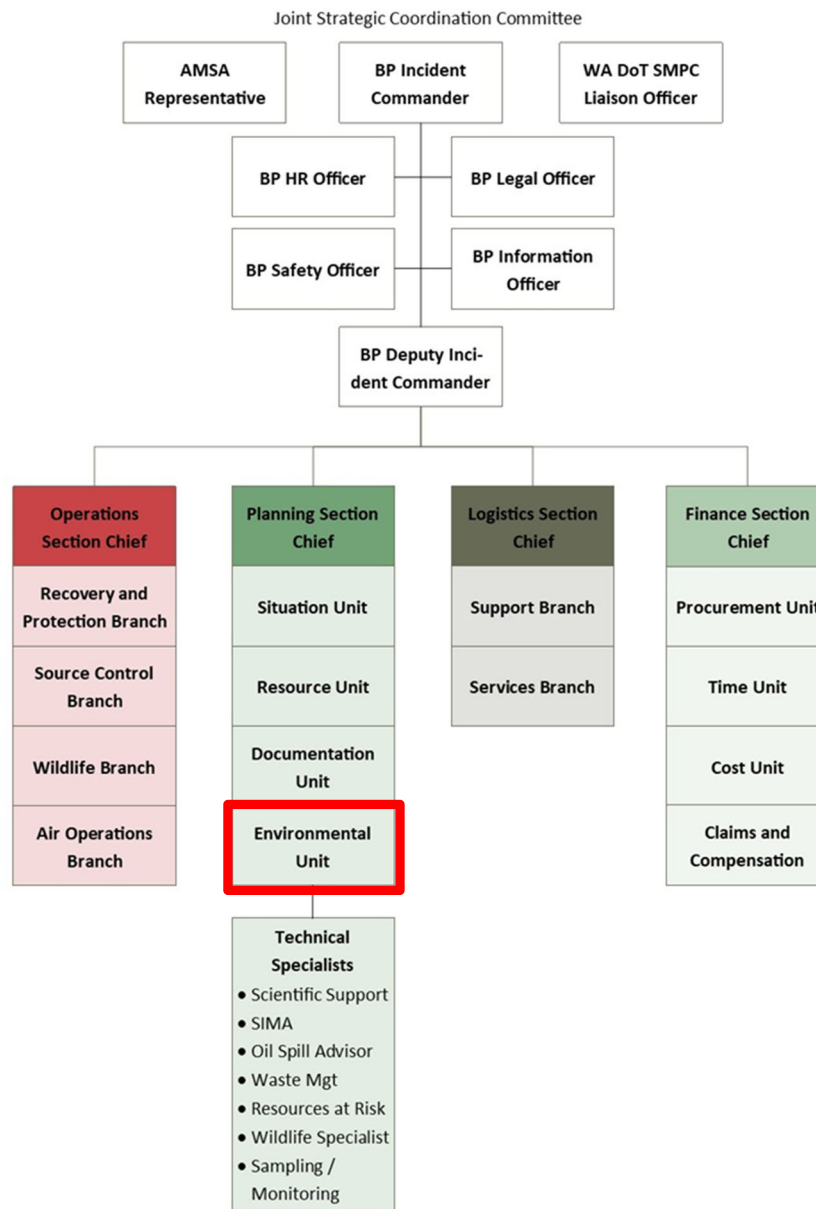 Joint Strategic Coordination Committee
AMSA
Representative
BP Incident
Commander
WA DoT SMPC
Liaison Officer
BP HR Officer
BP Legal Officer
BP Safety Officer
BP Information
Officer
BP Deputy Inci-
dent Commander
Operations
Section Chief
Recovery and
Protection Branch
Source Control
Branch
Wildlife Branch
Air Operations
Branch
Planning Section
Chief
Situation Unit
Resource Unit
Documentation
Unit
Environmental
Unit
Technical
Specialists
• Scientific Support
• SIMA
• Oil Spill Advisor
• Waste Mgt
• Resources at Risk
• Wildlife Specialist
• Sampling /
Monitoring
Logistics Section
Chief
Support Branch
Services Branch
Finance Section
Chief
Procurement Unit
Time Unit
Cost Unit
Claims and
Compensation